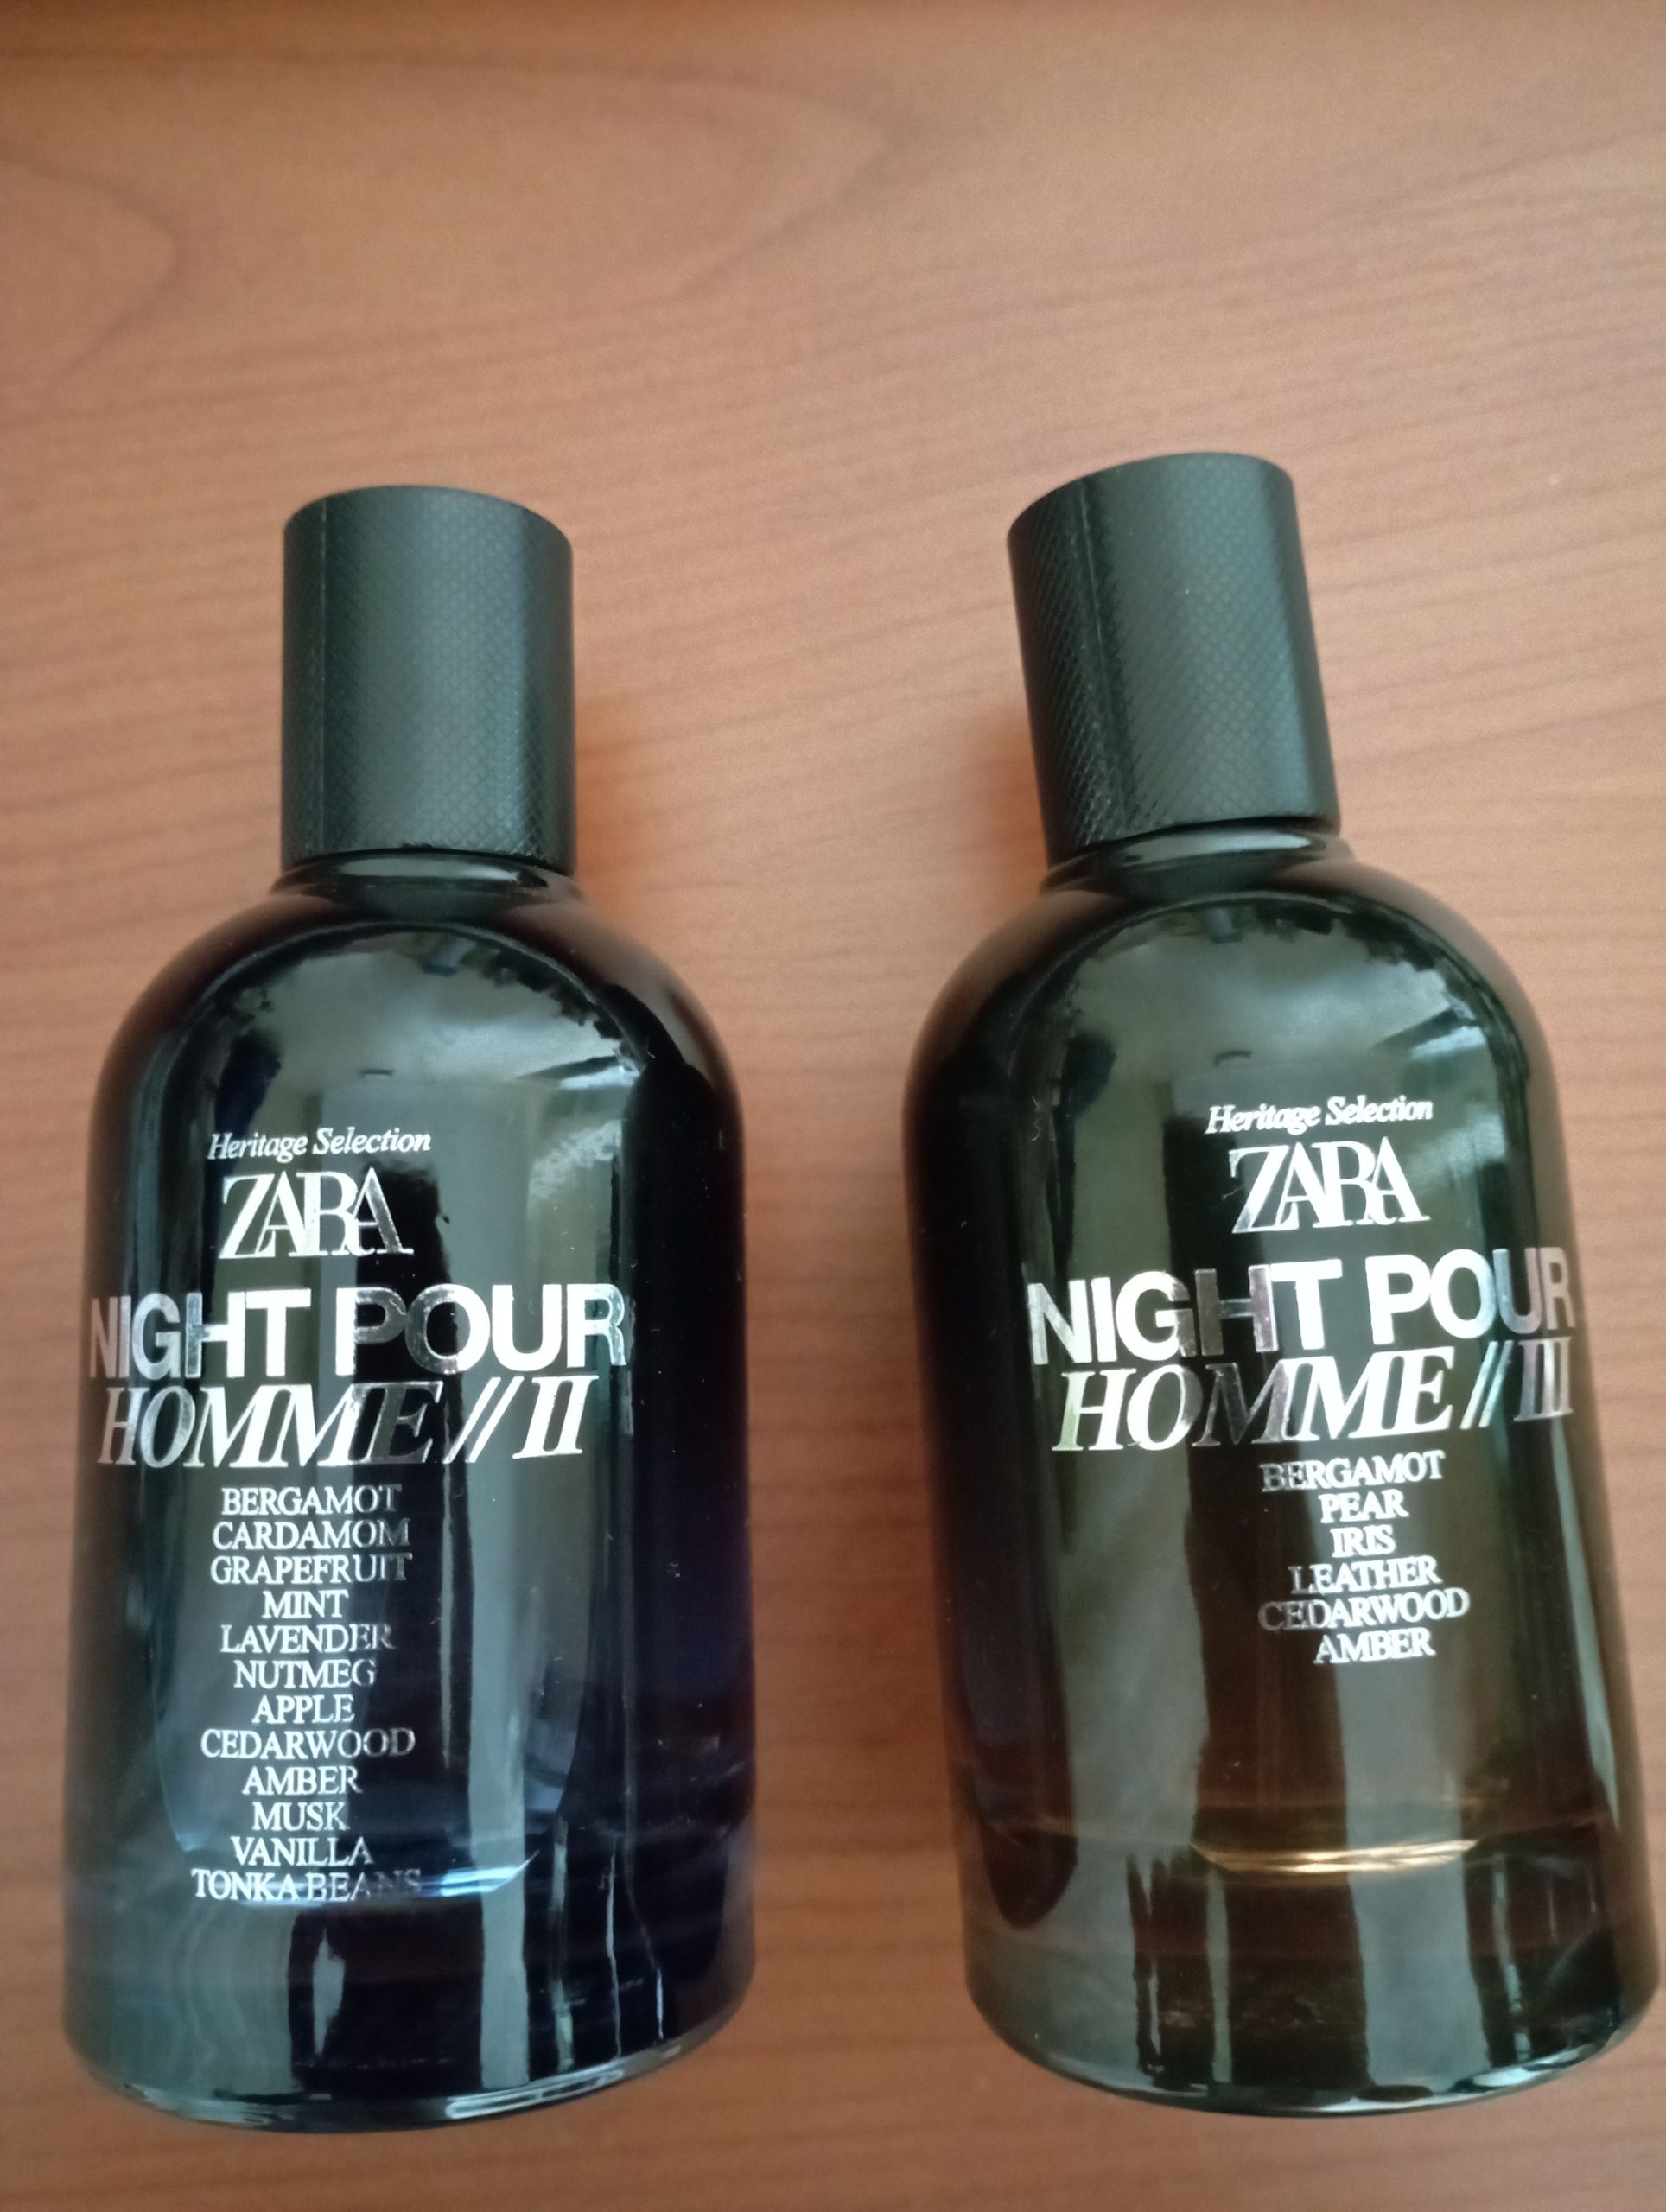 Heritage Selection
ZARA
NIGHT POUR
HOMME // II
BERGAMOT
CARDAMOM
GRAPEFRUIT
MINT
LAVENDER
NUTMEG
APPLE
CEDARWOOD
AMBER
MUSK
VANILLA
TONKA BEANS
Heritage Selection
ZARA
NIGHT POUR
HOMME // III
BERGAMOT
PEAR
IRIS
LEATHER
CEDARWOOD
AMBER